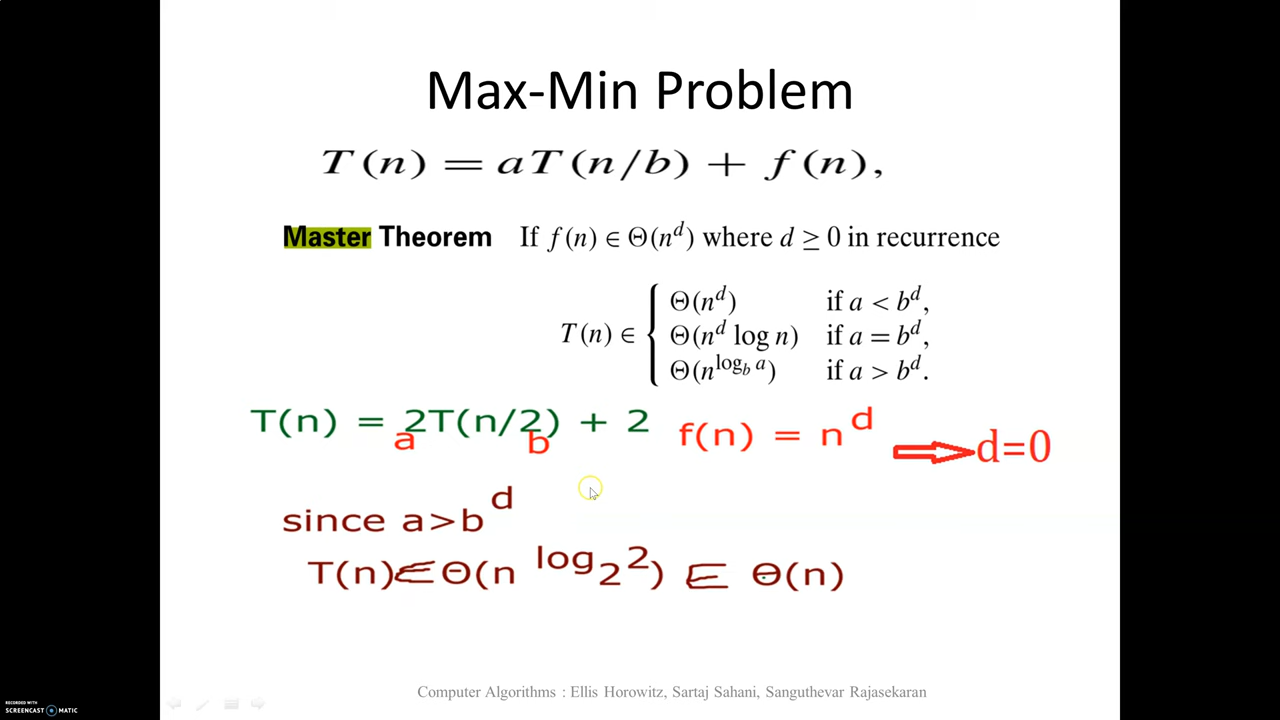 Max-Min Problem
T(n) = aT(n/b) + f(n),
Master Theorem If f(n) ∈ Θ(n^d) where d ≥ 0 in recurrence
T(n) ∈ { Θ(n^d) if a < b^d,
Θ(n^d log n) if a = b^d,
Θ(n^(log_b a)) if a > b^d.
T(n) = 2T(n/2) + 2 f(n) = n^d ⇒ d=0
a b
since a>b^d
T(n)∈Θ(n^(log_2 2)) ∈ Θ(n)
Computer Algorithms : Ellis Horowitz, Sartaj Sahani, Sanguthevar Rajasekaran
RECORDED WITH
SCREENCAST MATIC